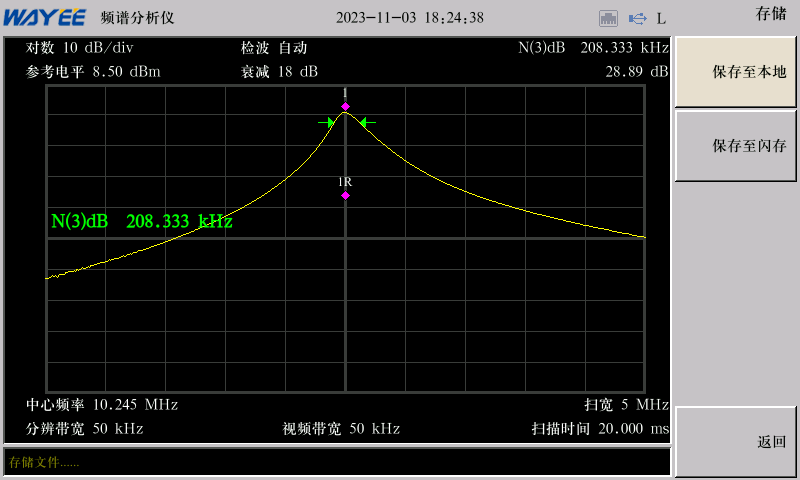 WAYEE 频谱分析仪 2023-11-03 18:24:38 L 存储
对数 10 dB/div 检波 自动 N(3)dB 208.333 kHz
参考电平 8.50 dBm 衰减 18 dB 28.89 dB
保存至本地
1
保存至闪存
1R
N(3)dB 208.333 kHz
中心频率 10.245 MHz 扫宽 5 MHz
分辨带宽 50 kHz 视频带宽 50 kHz 扫描时间 20.000 ms
返回
存储文件......